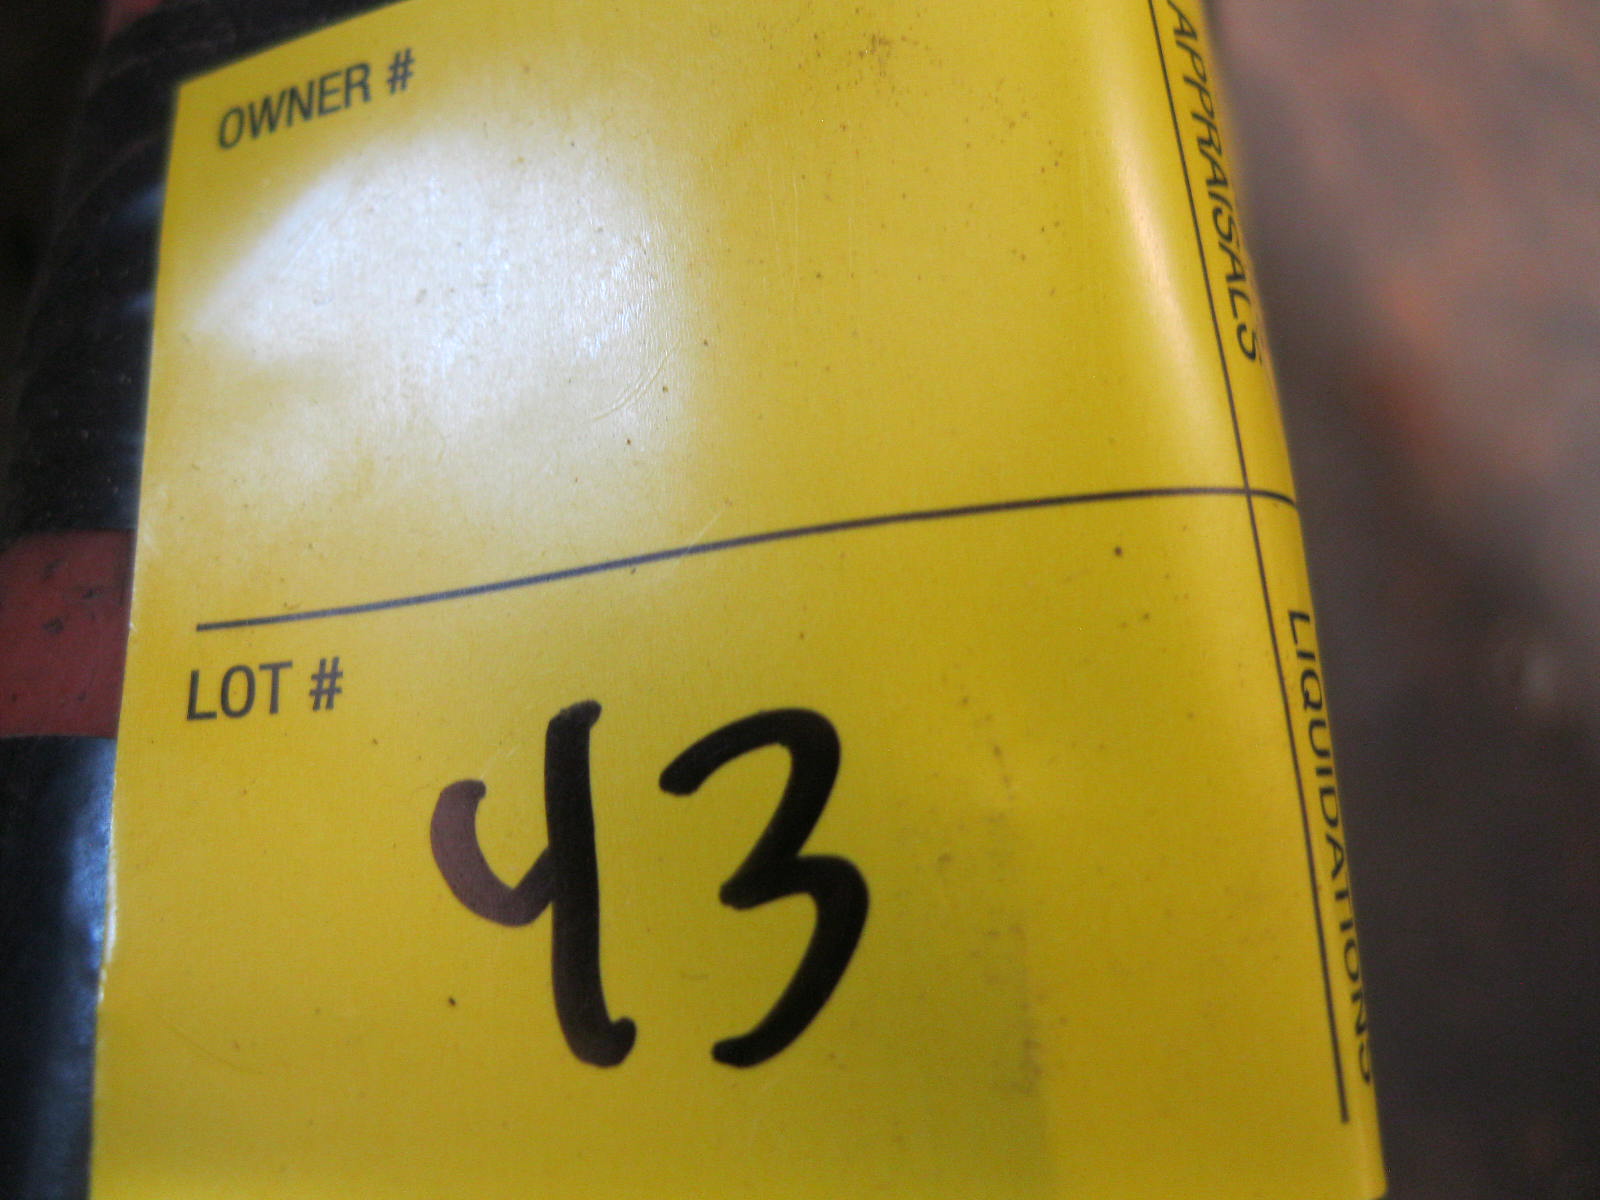 OWNER #
APPRAISALS
LOT #
43
LIQUIDATIONS